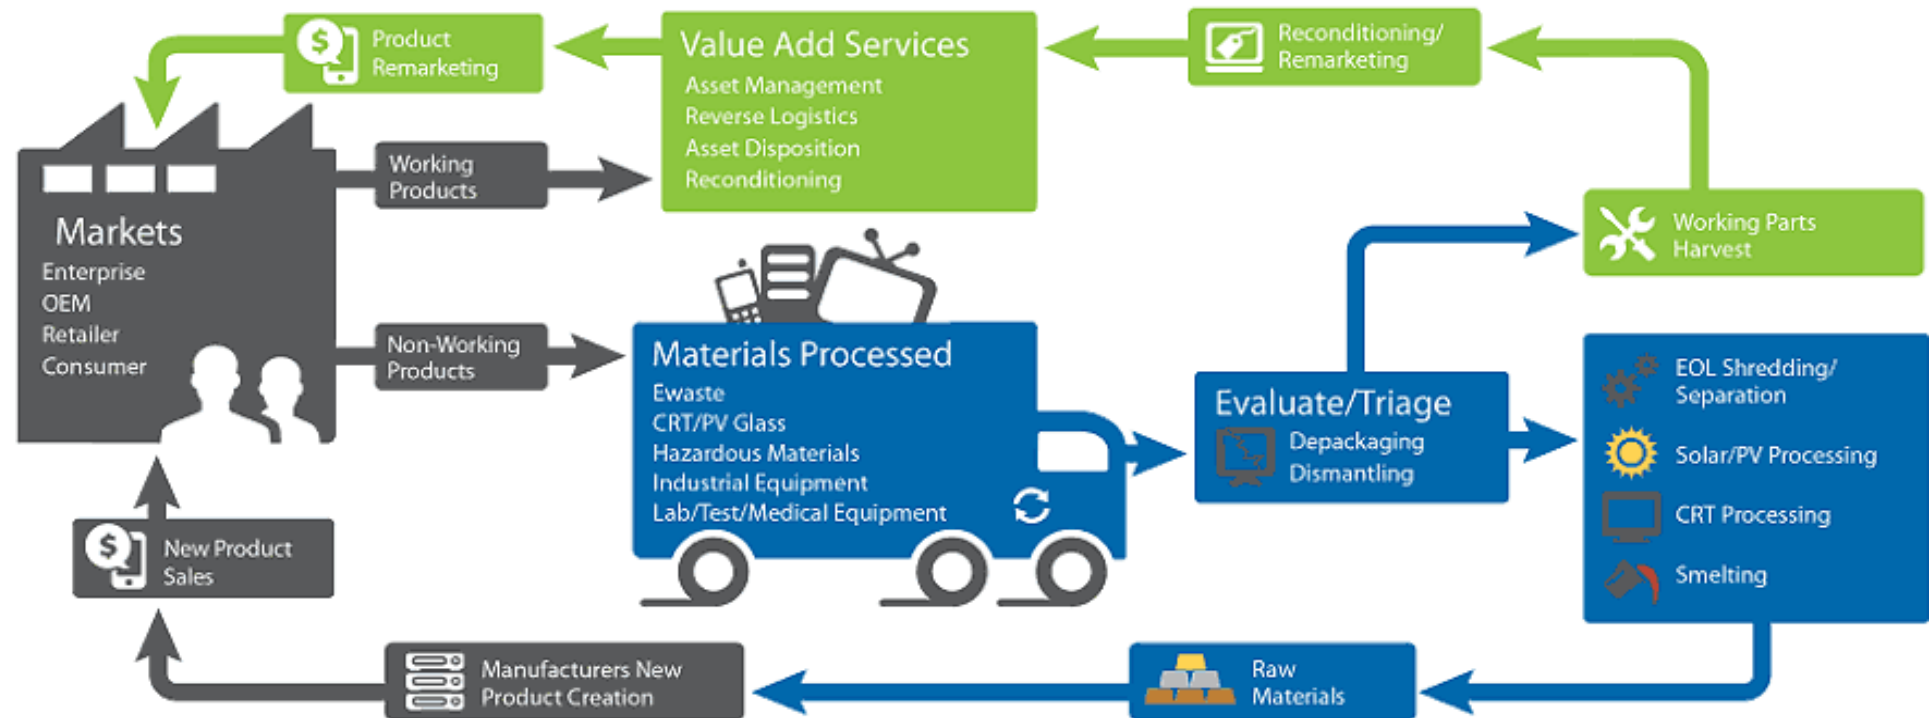 $
Product
Remarketing
Value Add Services
Asset Management
Reverse Logistics
Asset Disposition
Reconditioning
Reconditioning/
Remarketing
Working
Products
Markets
Enterprise
OEM
Retailer
Consumer
Working Parts
Harvest
Non-Working
Products
Materials Processed
Ewaste
CRT/PV Glass
Hazardous Materials
Industrial Equipment
Lab/Test/Medical Equipment
Evaluate/Triage
Depackaging
Dismantling
EOL Shredding/
Separation
Solar/PV Processing
CRT Processing
Smelting
$
New Product
Sales
Manufacturers New
Product Creation
Raw
Materials